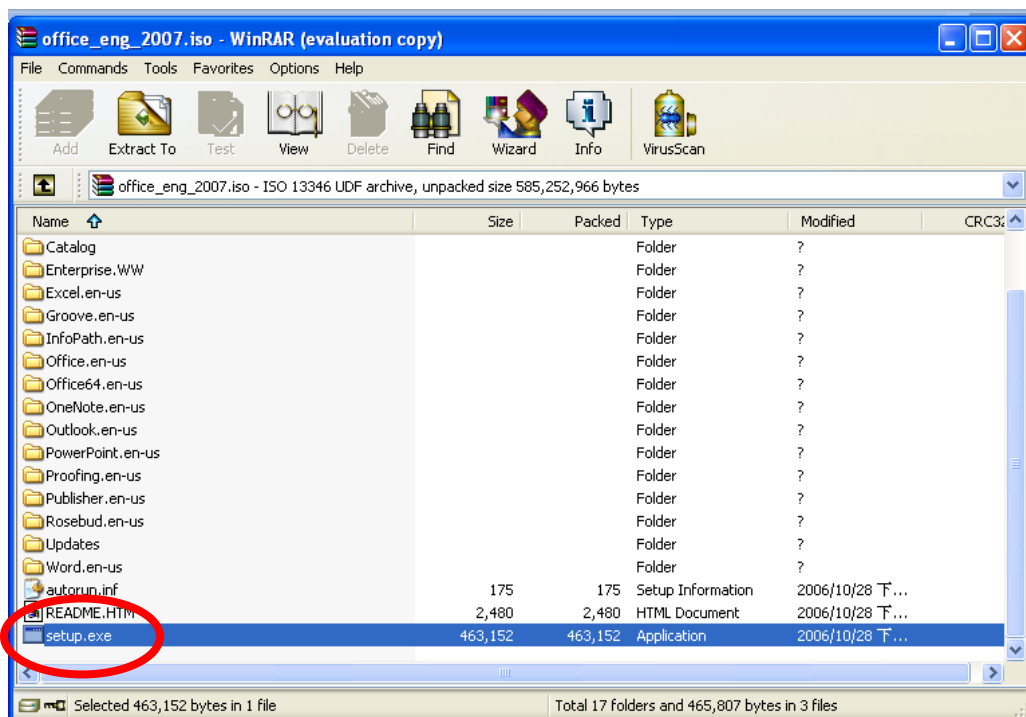 office_eng_2007.iso - WinRAR (evaluation copy)
File Commands Tools Favorites Options Help
Add Extract To Test View Delete Find Wizard Info VirusScan
office_eng_2007.iso - ISO 13346 UDF archive, unpacked size 585,252,966 bytes
Name Size Packed Type Modified CRC32
Catalog Folder ?
Enterprise.WW Folder ?
Excel.en-us Folder ?
Groove.en-us Folder ?
InfoPath.en-us Folder ?
Office.en-us Folder ?
Office64.en-us Folder ?
OneNote.en-us Folder ?
Outlook.en-us Folder ?
PowerPoint.en-us Folder ?
Proofing.en-us Folder ?
Publisher.en-us Folder ?
Rosebud.en-us Folder ?
Updates Folder ?
Word.en-us Folder ?
autorun.inf 175 175 Setup Information 2006/10/28 下...
README.HTM 2,480 2,480 HTML Document 2006/10/28 下...
setup.exe 463,152 463,152 Application 2006/10/28 下...
Selected 463,152 bytes in 1 file Total 17 folders and 465,807 bytes in 3 files